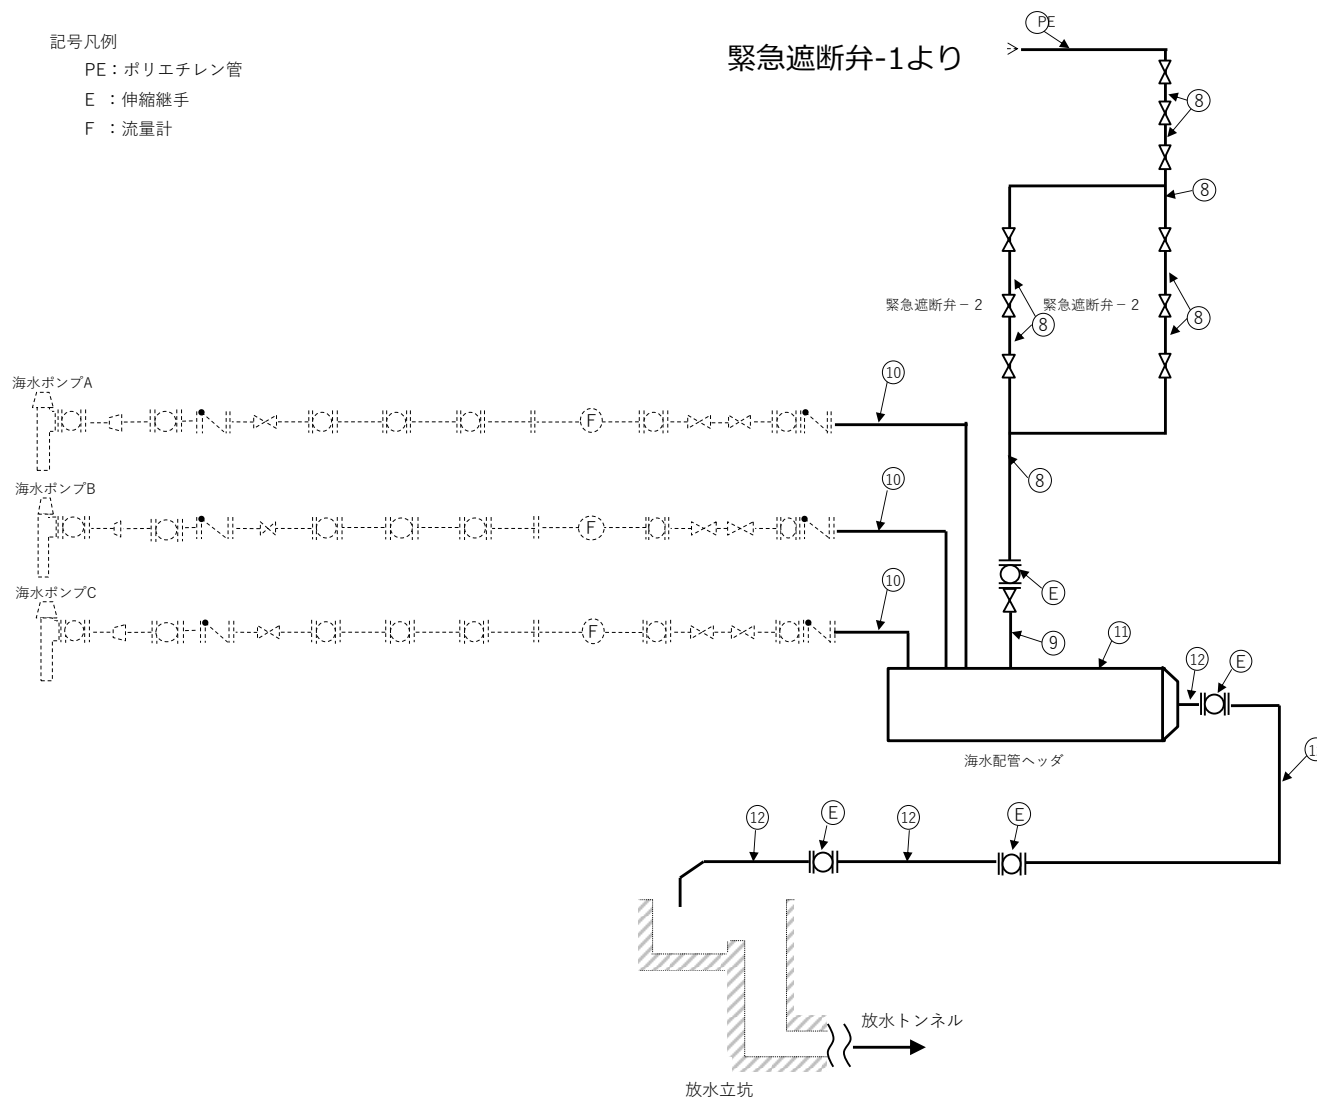 記号凡例
PE：ポリエチレン管
E ：伸縮継手
F ：流量計
緊急遮断弁-1より
PE
8
8
緊急遮断弁－2
緊急遮断弁－2
8
8
海水ポンプA
10
F
海水ポンプB
10
8
F
海水ポンプC
10
E
F
9
11
12
E
海水配管ヘッダ
12
E
12
E
放水トンネル
放水立坑